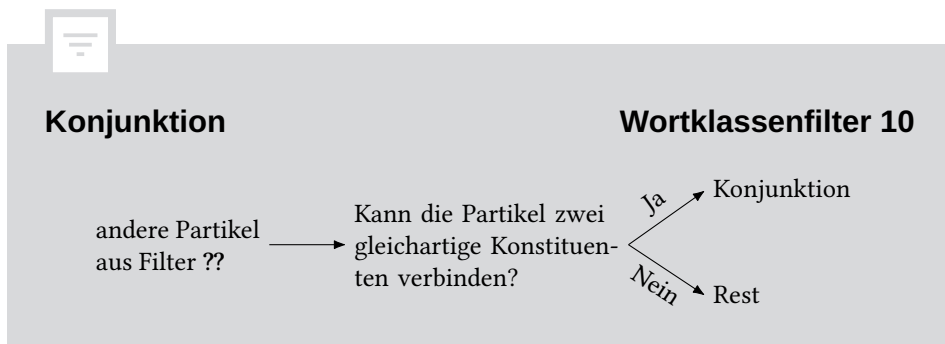 Konjunktion
Wortklassenfilter 10
andere Partikel
aus Filter ??
Kann die Partikel zwei
gleichartige Konstituen-
ten verbinden?
Ja
Konjunktion
Nein
Rest